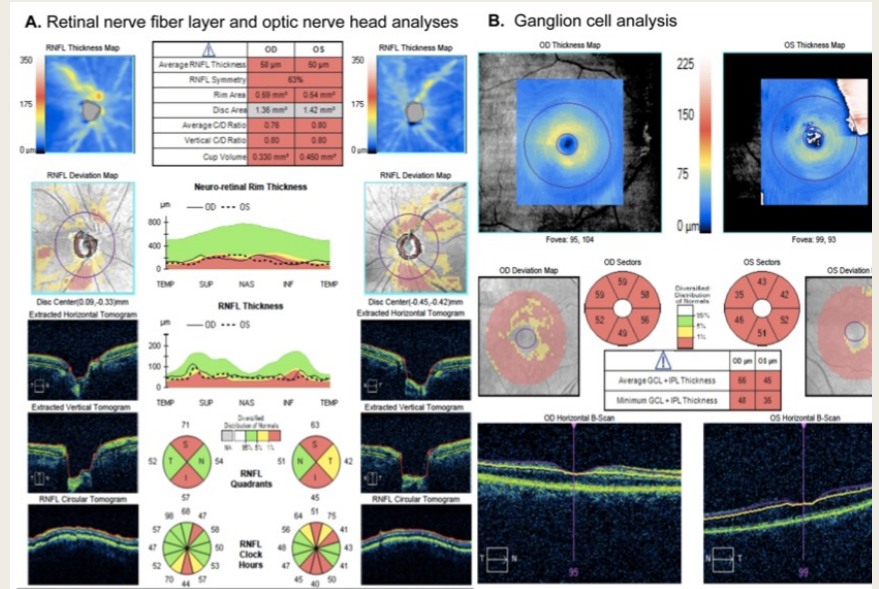 A. Retinal nerve fiber layer and optic nerve head analyses
RNFL Thickness Map
350
175
0 µm
OD OS
Average RNFL Thickness 58 µm 50 µm
RNFL Symmetry 63%
Rim Area 0.59 mm² 0.54 mm²
Disc Area 1.36 mm² 1.42 mm²
Average C/D Ratio 0.76 0.80
Vertical C/D Ratio 0.80 0.80
Cup Volume 0.330 mm³ 0.450 mm³
RNFL Thickness Map
350
175
0 µm
RNFL Deviation Map
Disc Center(0.09,-0.33)mm
Neuro-retinal Rim Thickness
µm OD OS
800
400
0
TEMP SUP NAS INF TEMP
RNFL Deviation Map
Disc Center(-0.45,-0.42)mm
Extracted Horizontal Tomogram
RNFL Thickness
µm OD OS
200
100
0
TEMP SUP NAS INF TEMP
Extracted Horizontal Tomogram
Extracted Vertical Tomogram
Diversified
Distribution of Normals
NA 95% 5% 1%
RNFL
Quadrants
71
S
52 T N 54
I
57
63
S
51 N T 42
I
45
Extracted Vertical Tomogram
RNFL Circular Tomogram
RNFL
Clock
Hours
98 68 47
57 58
47 50
52 53
70 44 57
64 51 75
56 41
48 43
47 41
45 40 50
RNFL Circular Tomogram
B. Ganglion cell analysis
OD Thickness Map
Fovea: 95, 104
225
150
75
0 µm
OS Thickness Map
Fovea: 99, 93
OD Deviation Map
OD Sectors
59
59 58
52 56
49
Diversified
Distribution
of Normals
95%
5%
1%
OS Sectors
43
35 42
46 52
51
OS Deviation
OD µm OS µm
Average GCL + IPL Thickness 56 46
Minimum GCL + IPL Thickness 48 36
OD Horizontal B-Scan
T N
95
OS Horizontal B-Scan
N T
99